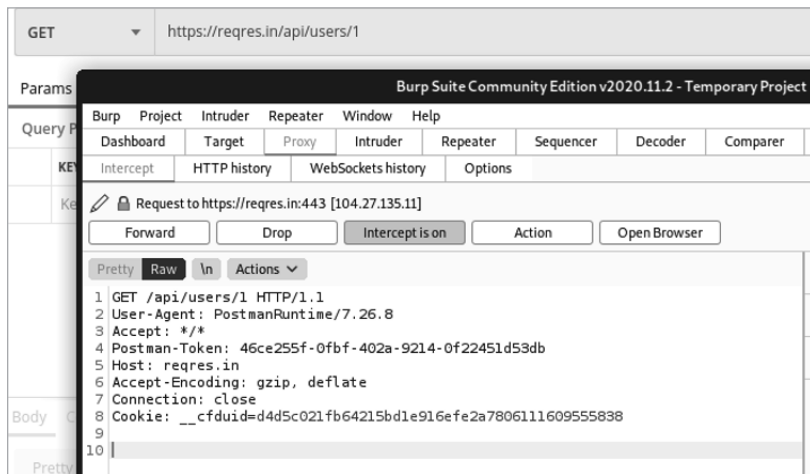 GET https://reqres.in/api/users/1
Burp Suite Community Edition v2020.11.2 - Temporary Project
Params
Burp Project Intruder Repeater Window Help
Query P
Dashboard Target Proxy Intruder Repeater Sequencer Decoder Comparer
KEY
Intercept HTTP history WebSockets history Options
Ke
Request to https://reqres.in:443 [104.27.135.11]
Forward Drop Intercept is on Action Open Browser
Pretty Raw \n Actions
1 GET /api/users/1 HTTP/1.1
2 User-Agent: PostmanRuntime/7.26.8
3 Accept: */*
4 Postman-Token: 46ce255f-0fbf-402a-9214-0f22451d53db
5 Host: reqres.in
6 Accept-Encoding: gzip, deflate
7 Connection: close
8 Cookie: __cfduid=d4d5c021fb64215bd1e916efe2a7806111609555838
9
10
Body C
Pretty